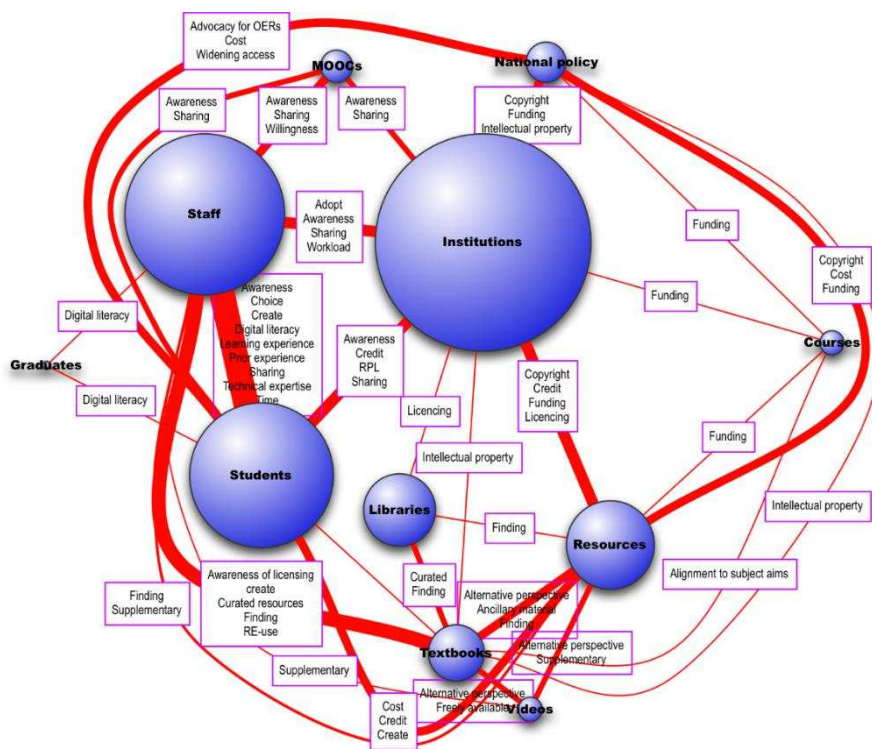 Advocacy for OERs
Cost
Widening access
MOOCs
National policy
Awareness
Sharing
Awareness
Sharing
Willingness
Awareness
Sharing
Copyright
Funding
Intellectual property
Staff
Adopt
Awareness
Sharing
Workload
Institutions
Funding
Copyright
Cost
Funding
Funding
Awareness
Choice
Create
Digital literacy
Learning experience
Prior experience
Sharing
Technical expertise
Time
Digital literacy
Graduates
Digital literacy
Awareness
Credit
RPL
Sharing
Courses
Copyright
Credit
Funding
Licencing
Licencing
Funding
Intellectual property
Students
Libraries
Finding
Resources
Intellectual property
Finding
Supplementary
Awareness of licensing
create
Curated resources
Finding
RE-use
Curated
Finding
Alternative perspective
Ancillary material
Finding
Alignment to subject aims
Textbooks
Alternative perspective
Supplementary
Supplementary
Alternative perspective
Freely available
Videos
Cost
Credit
Create